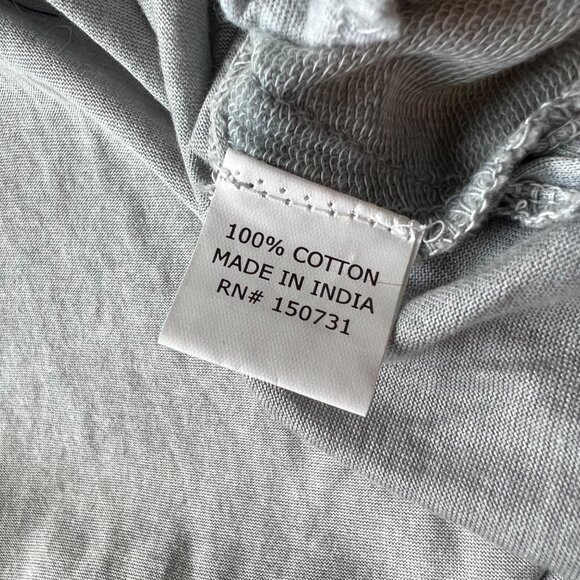 100% COTTON
MADE IN INDIA
RN# 150731